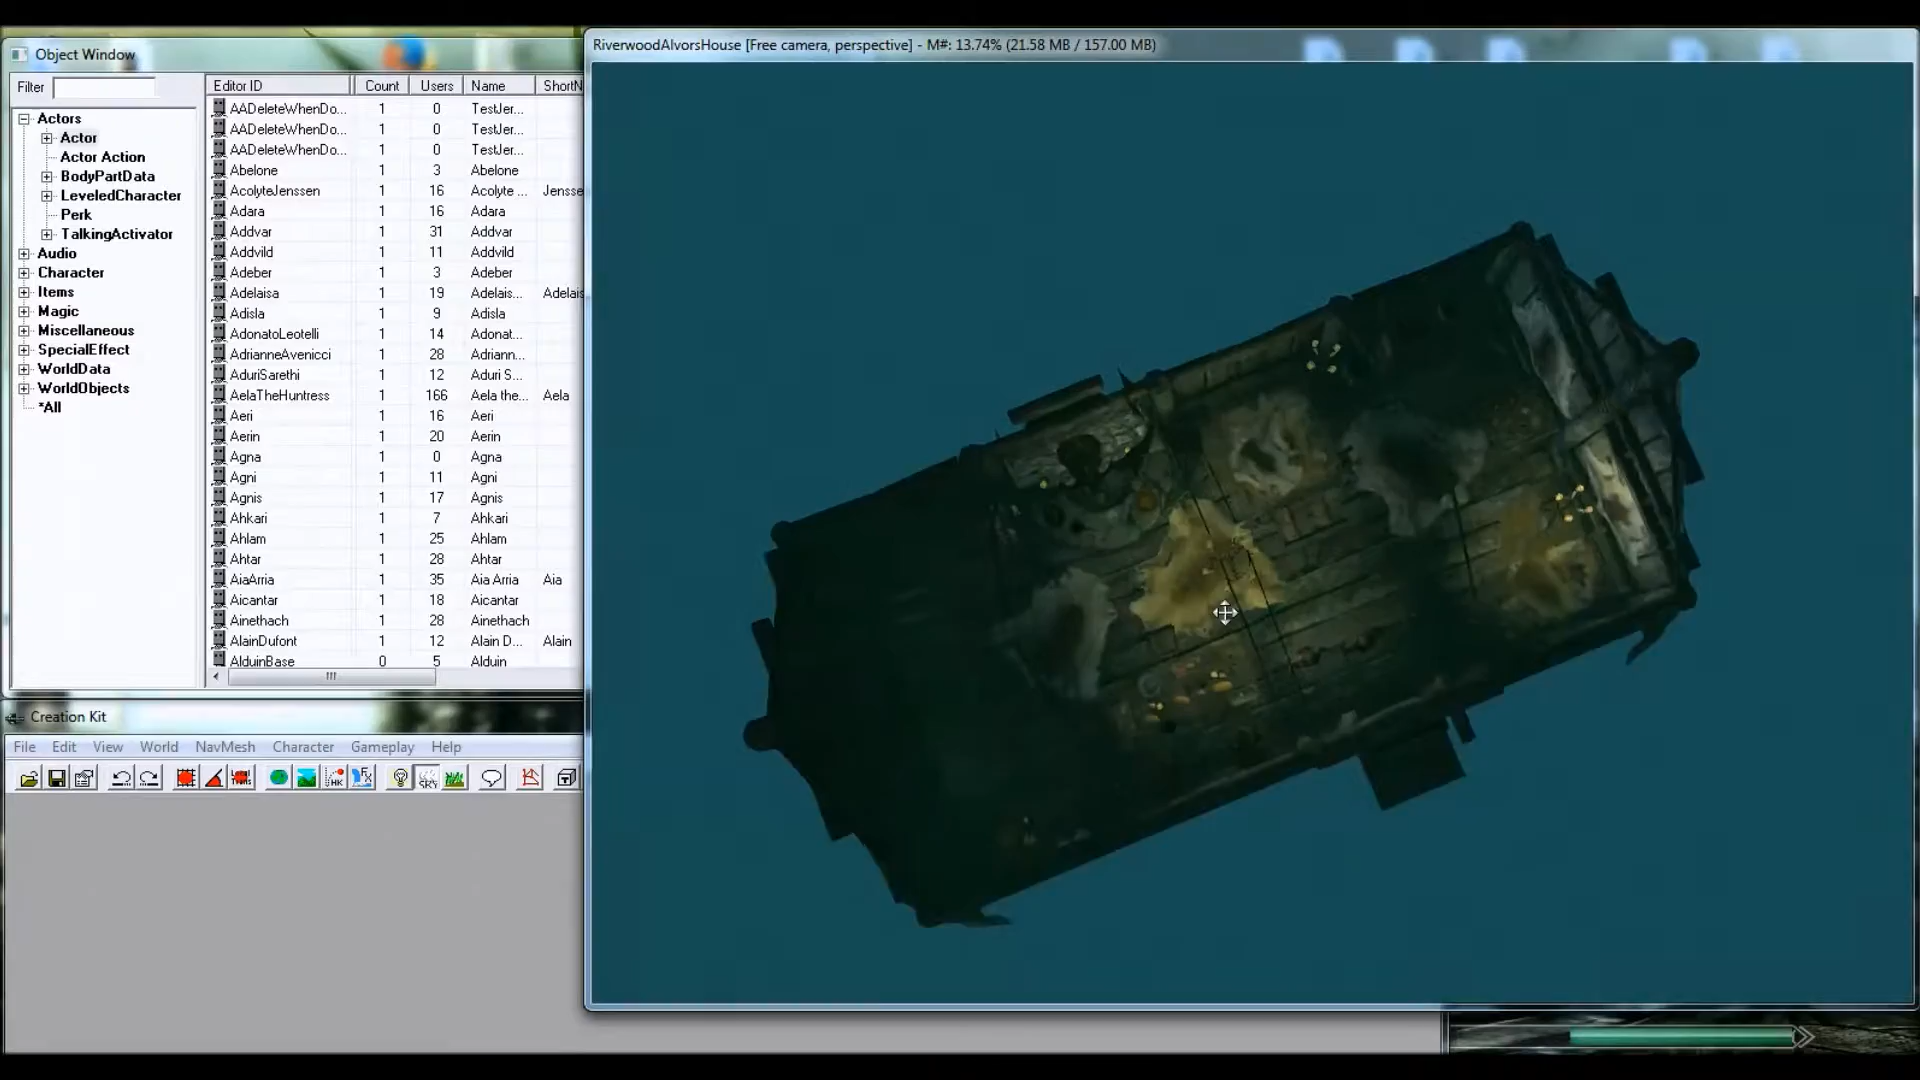 Object Window
Filter
Actors
Actor
Actor Action
BodyPartData
LeveledCharacter
Perk
TalkingActivator
Audio
Character
Items
Magic
Miscellaneous
SpecialEffect
WorldData
WorldObjects
*All
Editor ID Count Users Name ShortN
AADeleteWhenDo... 1 0 TestJer...
AADeleteWhenDo... 1 0 TestJer...
AADeleteWhenDo... 1 0 TestJer...
Abelone 1 3 Abelone
AcolyteJenssen 1 16 Acolyte ... Jensse
Adara 1 16 Adara
Addvar 1 31 Addvar
Addvild 1 11 Addvild
Adeber 1 3 Adeber
Adelaisa 1 19 Adelais... Adelais
Adisla 1 9 Adisla
AdonatoLeotelli 1 14 Adonat...
AdrianneAvenicci 1 28 Adriann...
AduriSarethi 1 12 Aduri S...
AelaTheHuntress 1 166 Aela the... Aela
Aeri 1 16 Aeri
Aerin 1 20 Aerin
Agna 1 0 Agna
Agni 1 11 Agni
Agnis 1 17 Agnis
Ahkari 1 7 Ahkari
Ahlam 1 25 Ahlam
Ahtar 1 28 Ahtar
AiaArria 1 35 Aia Arria Aia
Aicantar 1 18 Aicantar
Ainethach 1 28 Ainethach
AlainDufont 1 12 Alain D... Alain
AlduinBase 0 5 Alduin
Creation Kit
File Edit View World NavMesh Character Gameplay Help
SKY
RiverwoodAlvorsHouse [Free camera, perspective] - M#: 13.74% (21.58 MB / 157.00 MB)